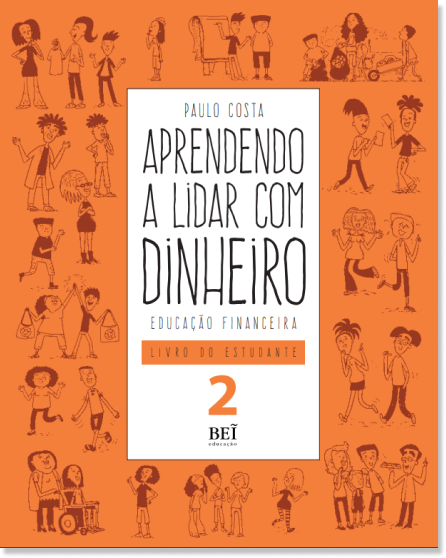 PAULO COSTA
APRENDENDO
A LIDAR COM
DINHEIRO
EDUCAÇÃO FINANCEIRA
LIVRO DO ESTUDANTE
2
BEĨ
educação